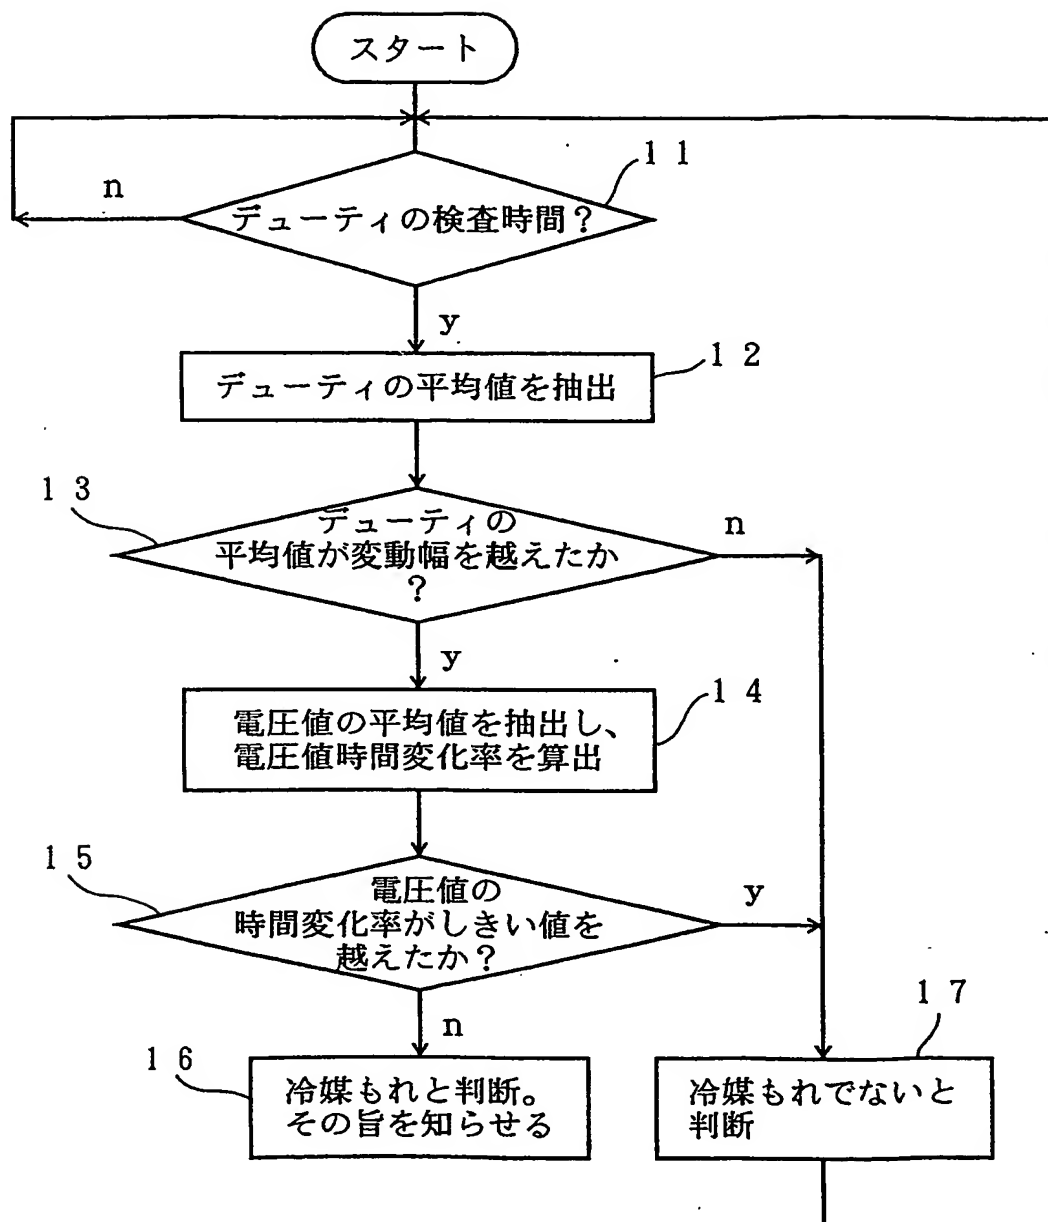 スタート
11
n
デューティの検査時間？
y
12
デューティの平均値を抽出
13
デューティの
平均値が変動幅を越えたか
？
n
y
14
電圧値の平均値を抽出し、
電圧値時間変化率を算出
15
電圧値の
時間変化率がしきい値を
越えたか？
y
n
16
冷媒もれと判断。
その旨を知らせる
17
冷媒もれでないと
判断